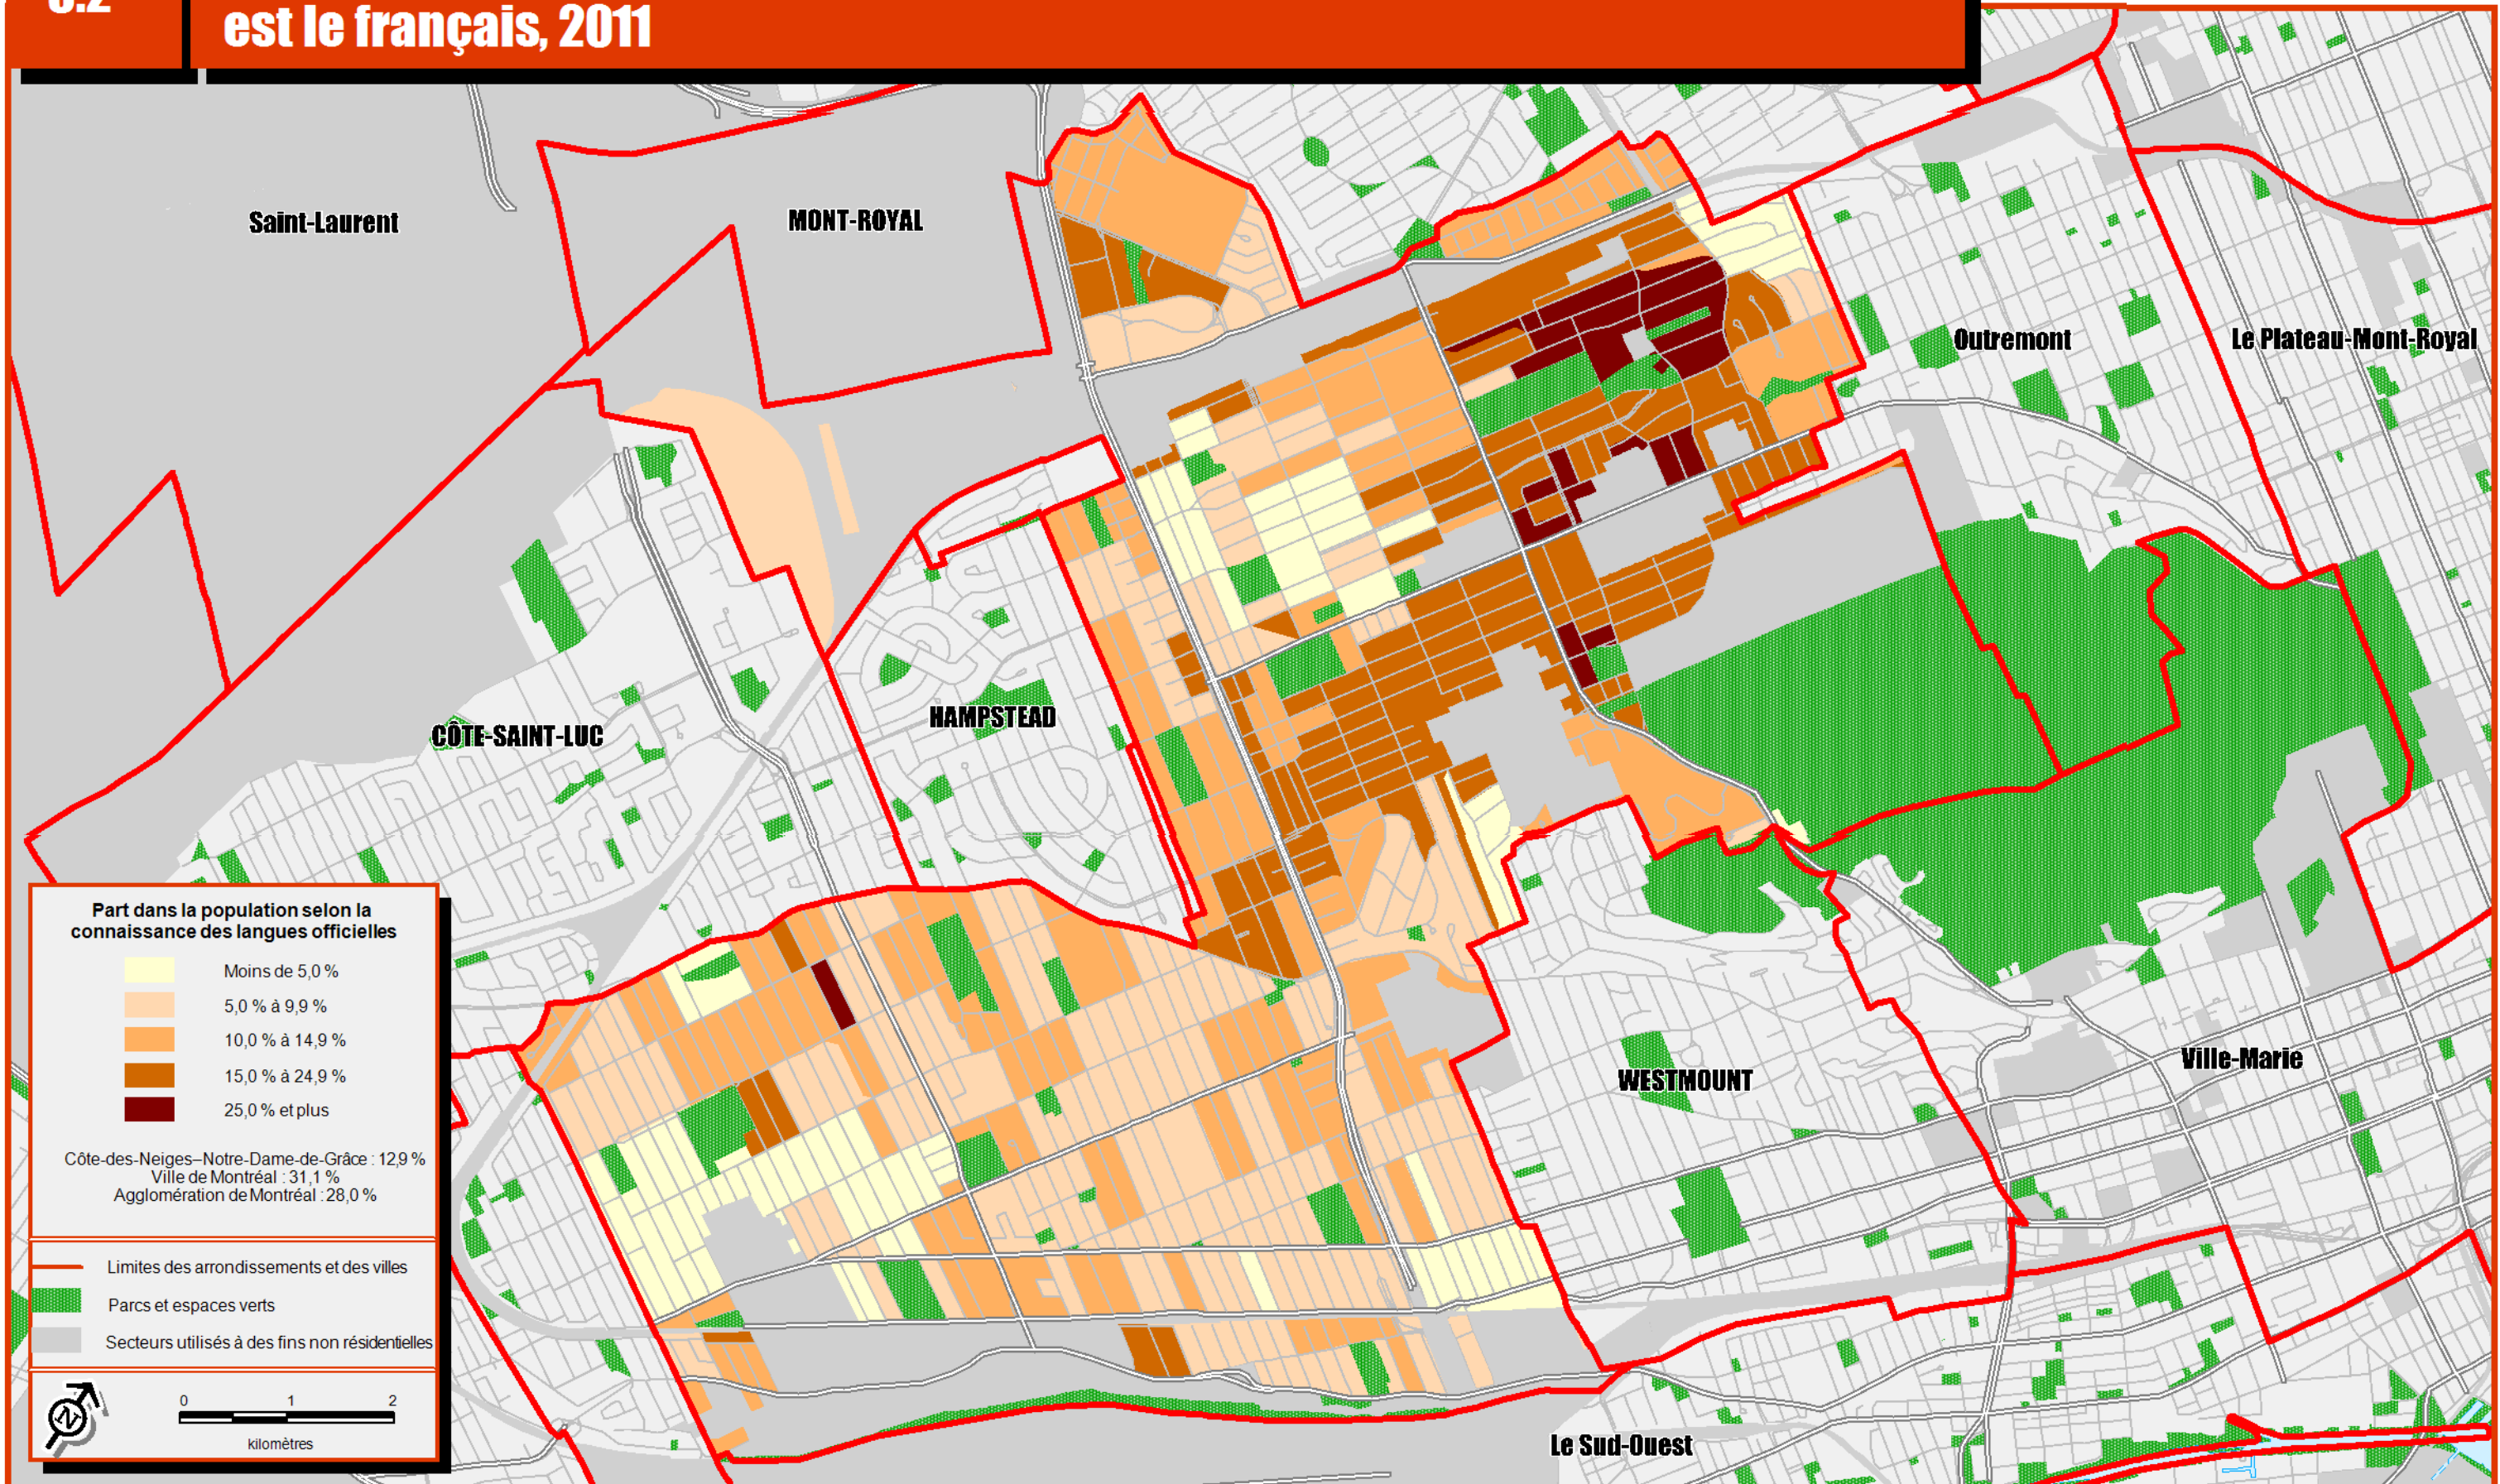 est le français, 2011
Saint-Laurent
MONT-ROYAL
Outremont
Le Plateau-Mont-Royal
CÔTE-SAINT-LUC
HAMPSTEAD
WESTMOUNT
Ville-Marie
Le Sud-Ouest
Part dans la population selon la
connaissance des langues officielles
Moins de 5,0 %
5,0 % à 9,9 %
10,0 % à 14,9 %
15,0 % à 24,9 %
25,0 % et plus
Côte-des-Neiges–Notre-Dame-de-Grâce : 12,9 %
Ville de Montréal : 31,1 %
Agglomération de Montréal : 28,0 %
Limites des arrondissements et des villes
Parcs et espaces verts
Secteurs utilisés à des fins non résidentielles
N
0 1 2
kilomètres